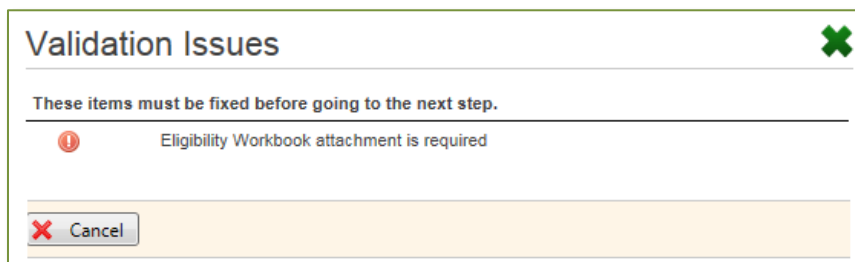 Validation Issues
These items must be fixed before going to the next step.
Eligibility Workbook attachment is required
Cancel